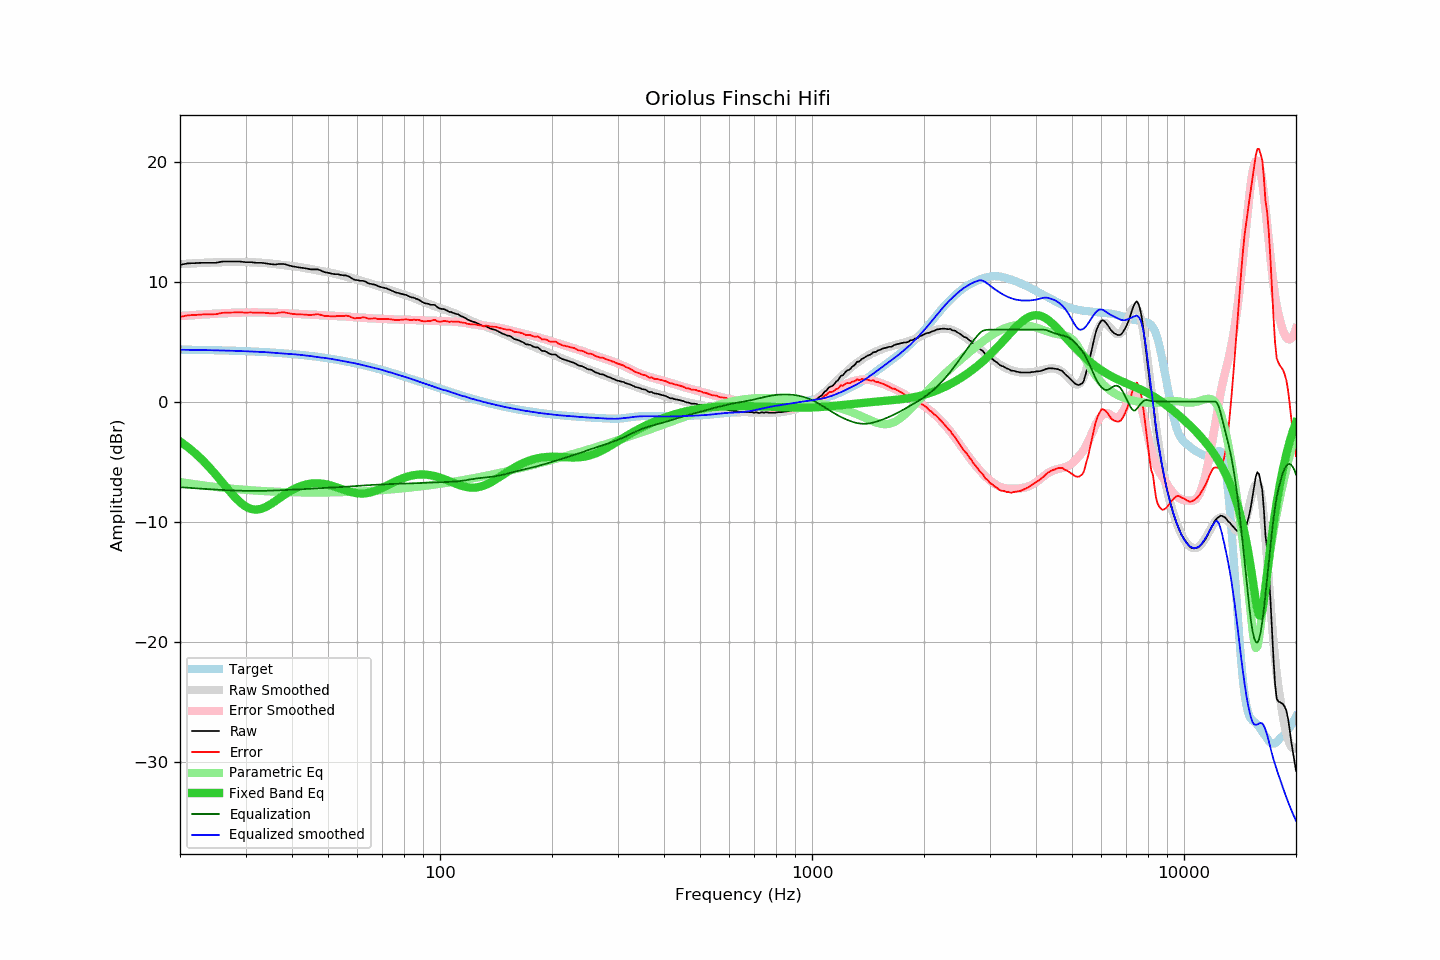 Oriolus Finschi Hifi
Amplitude (dBr)
20
10
0
−10
−20
−30
Target
Raw Smoothed
Error Smoothed
Raw
Error
Parametric Eq
Fixed Band Eq
Equalization
Equalized smoothed
100
1000
10000
Frequency (Hz)